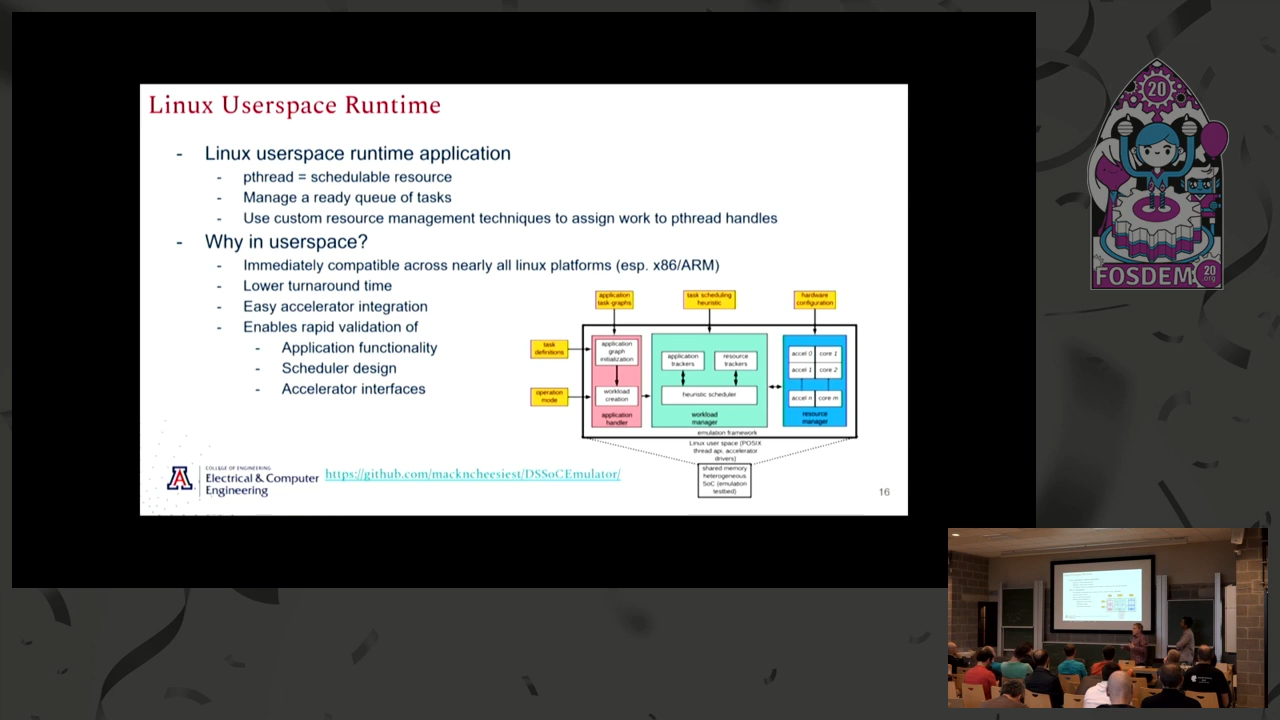 Linux Userspace Runtime
- Linux userspace runtime application
- pthread = schedulable resource
- Manage a ready queue of tasks
- Use custom resource management techniques to assign work to pthread handles
- Why in userspace?
- Immediately compatible across nearly all linux platforms (esp. x86/ARM)
- Lower turnaround time
- Easy accelerator integration
- Enables rapid validation of
- Application functionality
- Scheduler design
- Accelerator interfaces
application
task-graphs
task scheduling
heuristic
hardware
configuration
task
definitions
operation
mode
application
graph
initialization
workload
creation
application
handler
application
trackers
resource
trackers
heuristic scheduler
workload
manager
accel 0
core 1
accel 1
core 2
accel n
core m
resource
manager
emulation framework
Linux user space (POSIX
thread api, accelerator
drivers)
shared memory
heterogeneous
SoC (emulation
testbed)
A
COLLEGE OF ENGINEERING
Electrical & Computer
Engineering
https://github.com/mackncheesiest/DSSoCEmulator/
16
20
FOSDEM
20
.org